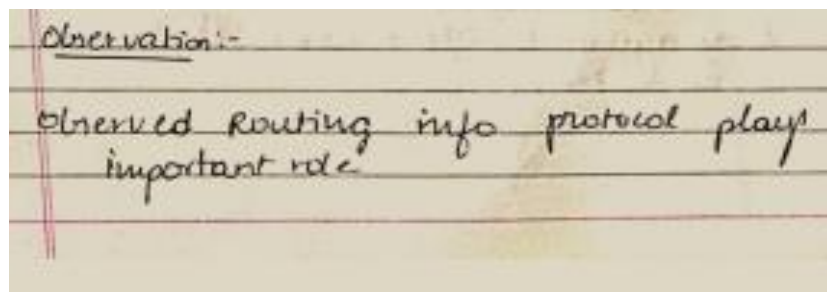 Observation:-
Observed Routing info protocol plays
important role